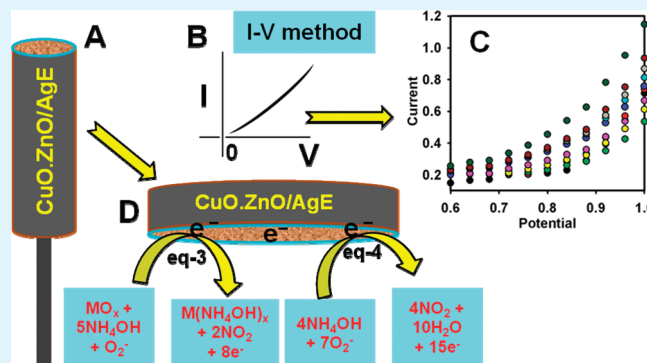 A
CuO.ZnO/AgE
B
I-V method
I
0
V
C
Current
1.2
1.0
0.8
0.6
0.4
0.2
0.6
0.7
0.8
0.9
1.0
Potential
D
CuO.ZnO/AgE
e⁻
e⁻
e⁻
eq-3
eq-4
MOₓ +
5NH₄OH
+ O₂⁻
M(NH₄OH)ₓ
+ 2NO₂
+ 8e⁻
4NH₄OH
+ 7O₂⁻
4NO₂ +
10H₂O
+ 15e⁻